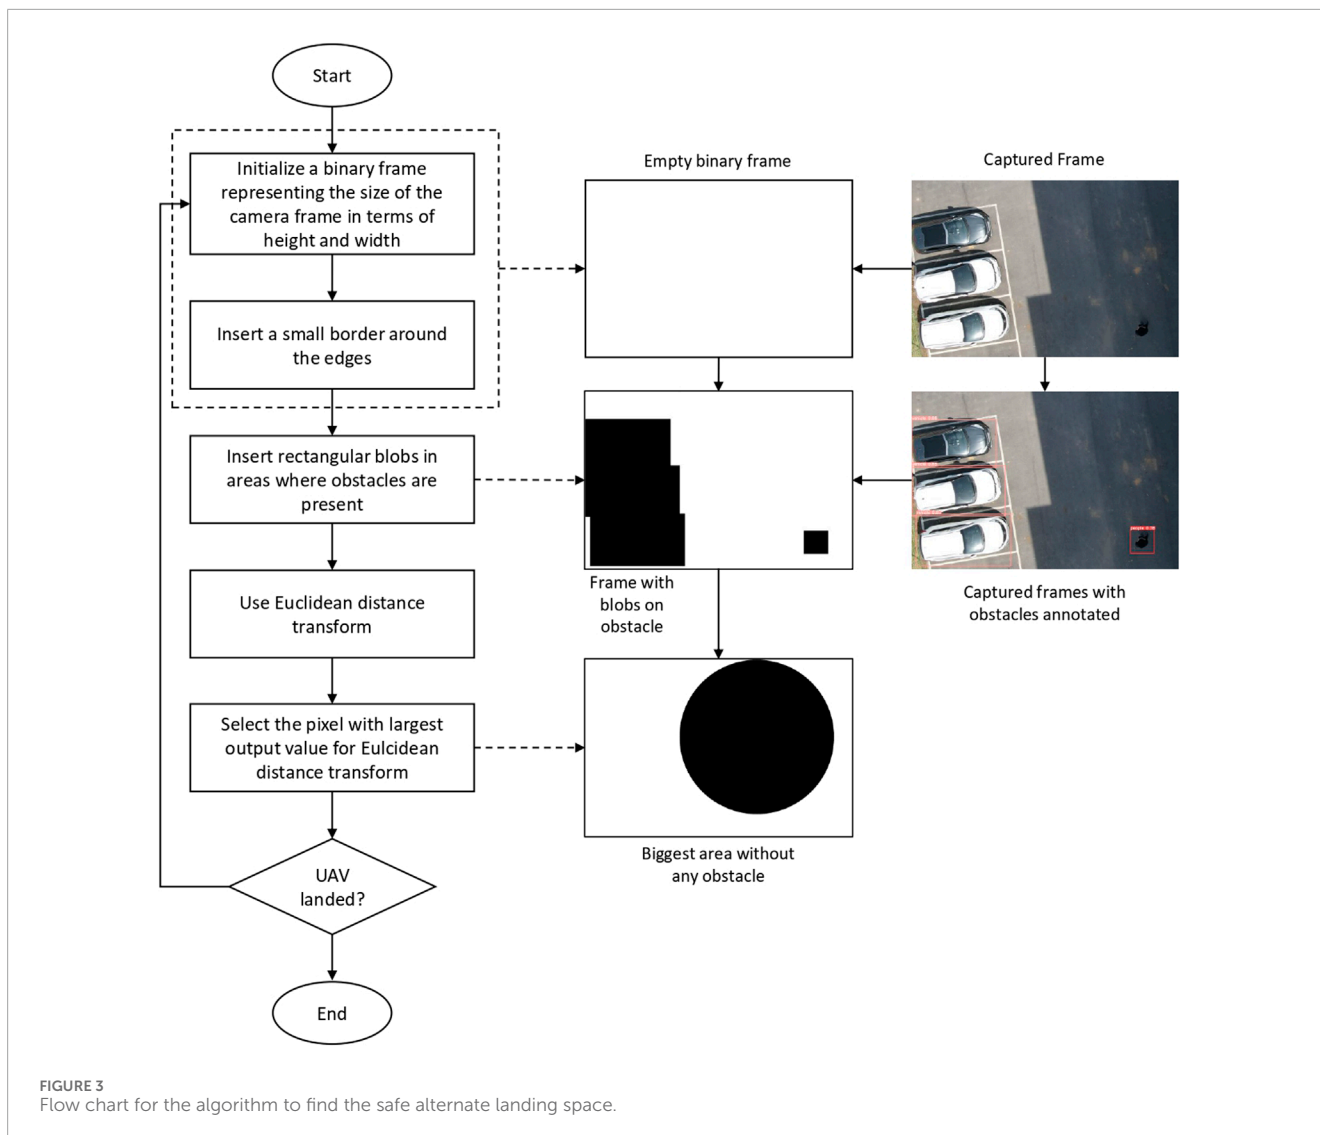 Start
Initialize a binary frame
representing the size of the
camera frame in terms of
height and width
Insert a small border around
the edges
Insert rectangular blobs in
areas where obstacles are
present
Use Euclidean distance
transform
Select the pixel with largest
output value for Eulcidean
distance transform
UAV
landed?
End
Empty binary frame
Frame with
blobs on
obstacle
Biggest area without
any obstacle
Captured Frame
Captured frames with
obstacles annotated
FIGURE 3
Flow chart for the algorithm to find the safe alternate landing space.